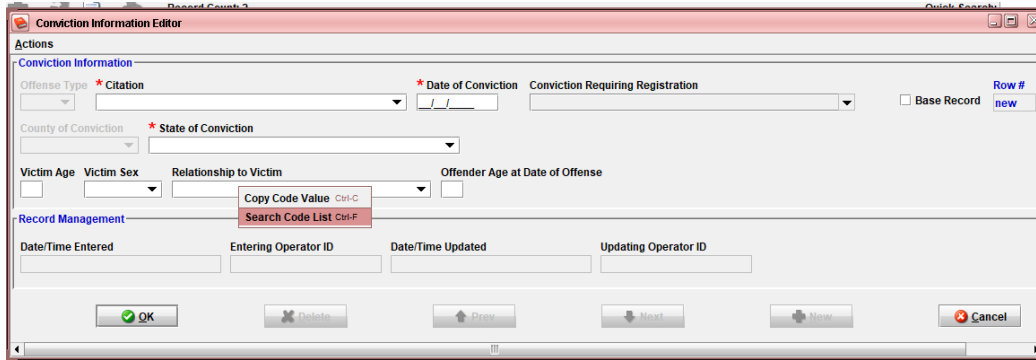 Record Count: 2 Quick Search:
Conviction Information Editor
Actions
Conviction Information
Offense Type * Citation * Date of Conviction Conviction Requiring Registration Row #
__/__/____ Base Record new
County of Conviction * State of Conviction
Victim Age Victim Sex Relationship to Victim Offender Age at Date of Offense
Copy Code Value Ctrl-C
Search Code List Ctrl-F
Record Management
Date/Time Entered Entering Operator ID Date/Time Updated Updating Operator ID
OK Delete Prev Next New Cancel